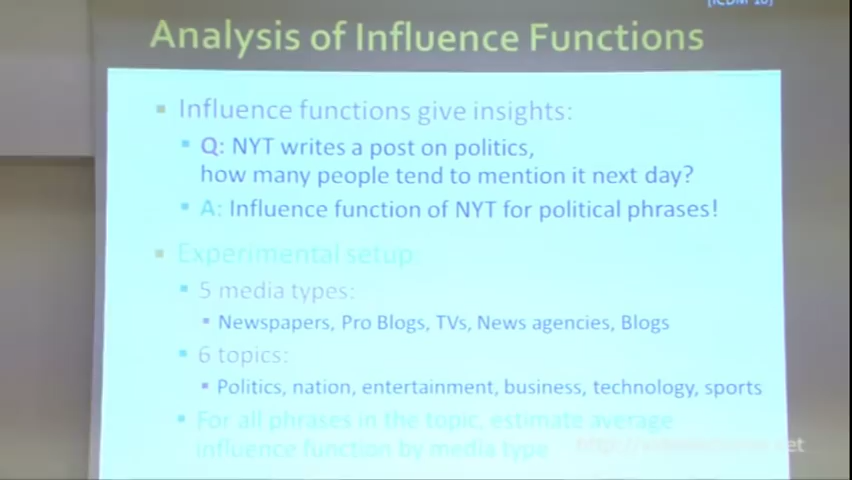 Analysis of Influence Functions
Influence functions give insights:
Q: NYT writes a post on politics,
how many people tend to mention it next day?
A: Influence function of NYT for political phrases!
Experimental setup:
5 media types:
Newspapers, Pro Blogs, TVs, News agencies, Blogs
6 topics:
Politics, nation, entertainment, business, technology, sports
For all phrases in the topic, estimate average
influence function by media type